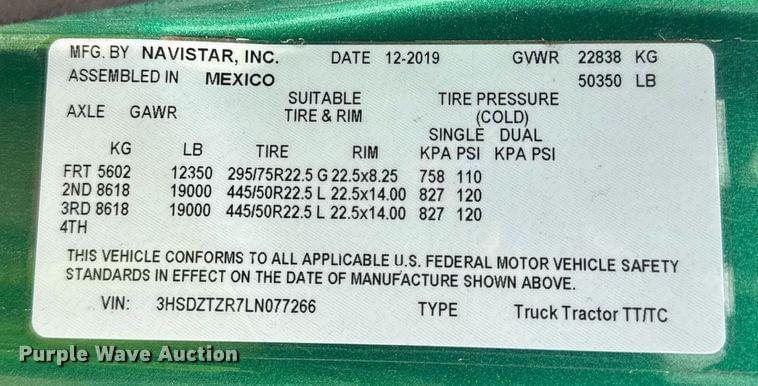 MFG. BY NAVISTAR, INC. DATE 12-2019 GVWR 22838 KG
ASSEMBLED IN MEXICO 50350 LB
SUITABLE TIRE PRESSURE
AXLE GAWR TIRE & RIM (COLD)
SINGLE DUAL
KG LB TIRE RIM KPA PSI KPA PSI
FRT 5602 12350 295/75R22.5 G 22.5x8.25 758 110
2ND 8618 19000 445/50R22.5 L 22.5x14.00 827 120
3RD 8618 19000 445/50R22.5 L 22.5x14.00 827 120
4TH
THIS VEHICLE CONFORMS TO ALL APPLICABLE U.S. FEDERAL MOTOR VEHICLE SAFETY
STANDARDS IN EFFECT ON THE DATE OF MANUFACTURE SHOWN ABOVE.
VIN: 3HSDZTZR7LN077266 TYPE Truck Tractor TT/TC
Purple Wave Auction